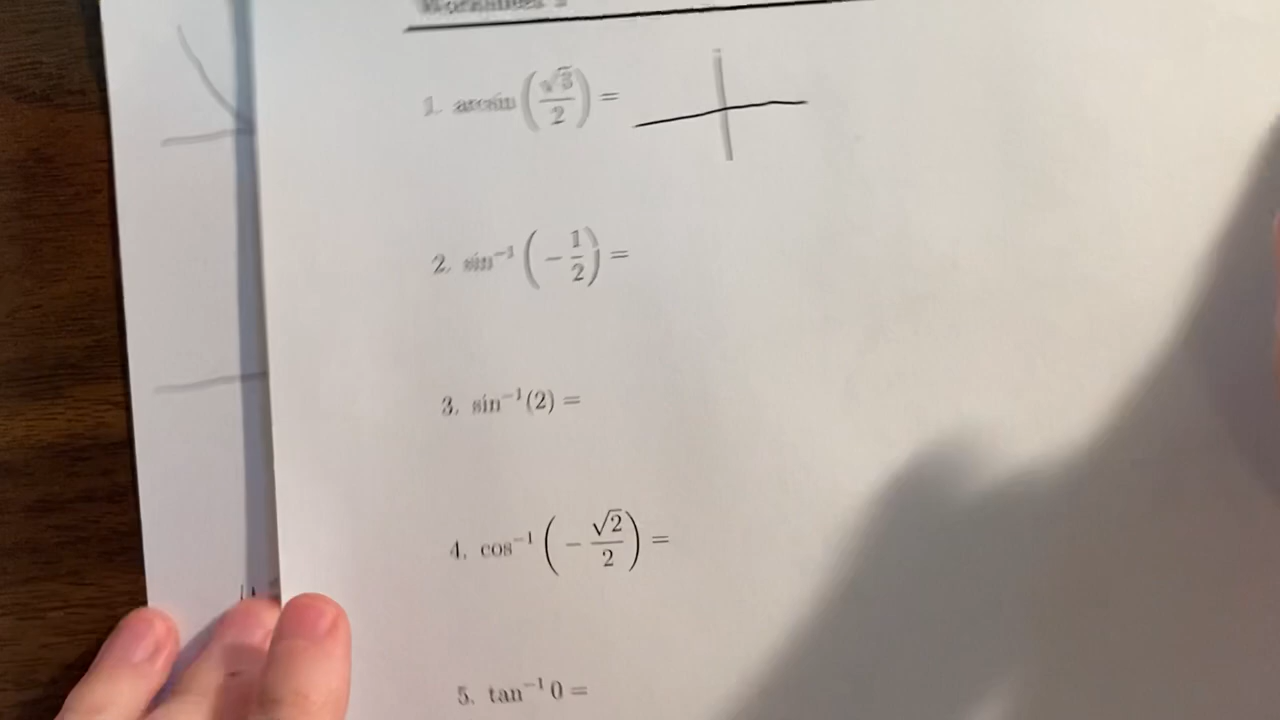 1. arcsin(√3/2) =
2. sin⁻¹(−1/2) =
3. sin⁻¹(2) =
4. cos⁻¹(−√2/2) =
5. tan⁻¹ 0 =